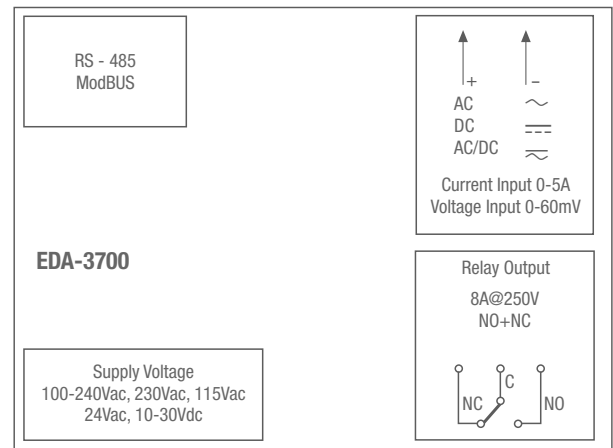 RS - 485
ModBUS
+ -
AC
DC
AC/DC
Current Input 0-5A
Voltage Input 0-60mV
EDA-3700
Relay Output
8A@250V
NO+NC
NC C NO
Supply Voltage
100-240Vac, 230Vac, 115Vac
24Vac, 10-30Vdc